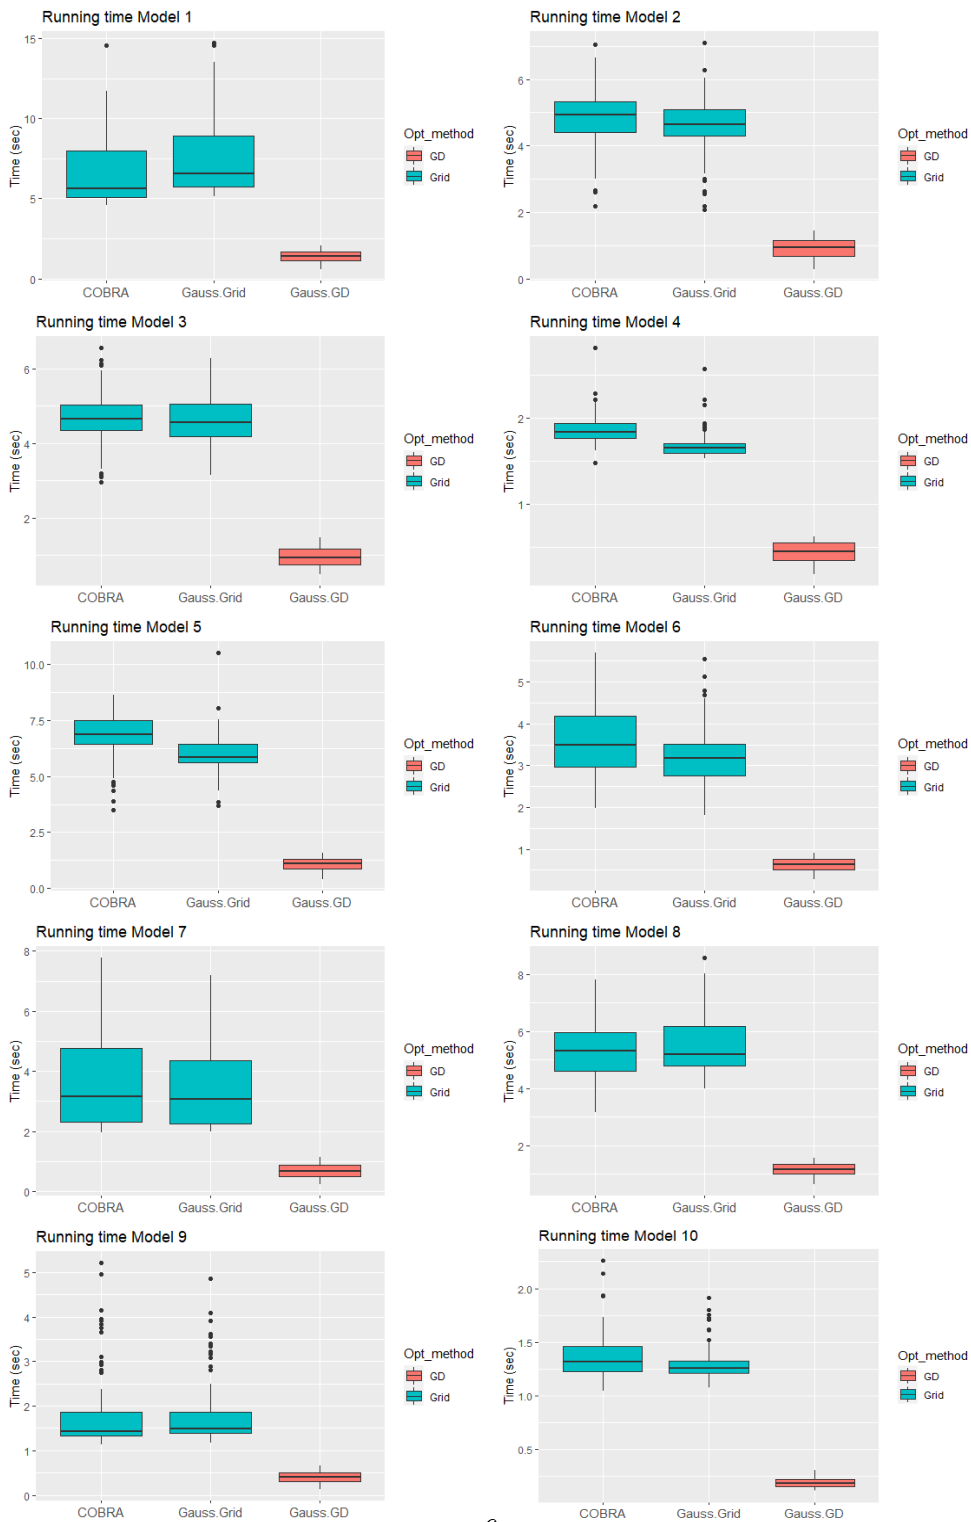 Running time Model 1
15
10
5
0
Time (sec)
COBRA
Gauss.Grid
Gauss.GD
Opt_method
GD
Grid
Running time Model 2
6
4
2
0
Time (sec)
COBRA
Gauss.Grid
Gauss.GD
Opt_method
GD
Grid
Running time Model 3
6
4
2
Time (sec)
COBRA
Gauss.Grid
Gauss.GD
Opt_method
GD
Grid
Running time Model 4
2
1
Time (sec)
COBRA
Gauss.Grid
Gauss.GD
Opt_method
GD
Grid
Running time Model 5
10.0
7.5
5.0
2.5
0.0
Time (sec)
COBRA
Gauss.Grid
Gauss.GD
Opt_method
GD
Grid
Running time Model 6
5
4
3
2
1
Time (sec)
COBRA
Gauss.Grid
Gauss.GD
Opt_method
GD
Grid
Running time Model 7
8
6
4
2
0
Time (sec)
COBRA
Gauss.Grid
Gauss.GD
Opt_method
GD
Grid
Running time Model 8
8
6
4
2
Time (sec)
COBRA
Gauss.Grid
Gauss.GD
Opt_method
GD
Grid
Running time Model 9
5
4
3
2
1
0
Time (sec)
COBRA
Gauss.Grid
Gauss.GD
Opt_method
GD
Grid
Running time Model 10
2.0
1.5
1.0
0.5
Time (sec)
COBRA
Gauss.Grid
Gauss.GD
Opt_method
GD
Grid